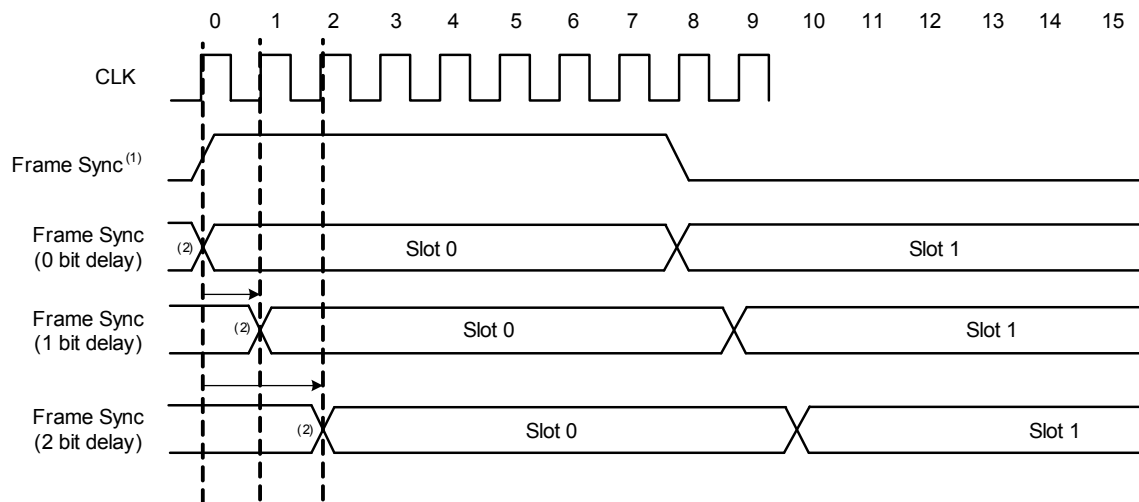 0 1 2 3 4 5 6 7 8 9 10 11 12 13 14 15
CLK
Frame Sync (1)
Frame Sync
(0 bit delay)
(2)
Slot 0
Slot 1
Frame Sync
(1 bit delay)
(2)
Slot 0
Slot 1
Frame Sync
(2 bit delay)
(2)
Slot 0
Slot 1